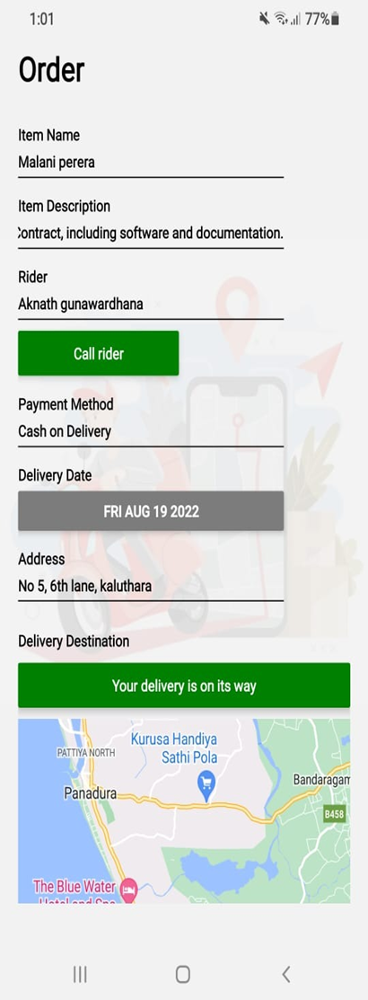 1:01
77%
Order
Item Name
Malani perera
Item Description
Contract, including software and documentation.
Rider
Aknath gunawardhana
Call rider
Payment Method
Cash on Delivery
Delivery Date
FRI AUG 19 2022
Address
No 5, 6th lane, kaluthara
Delivery Destination
Your delivery is on its way
Kurusa Handiya
Sathi Pola
PATTIYA NORTH
Bandaragam
Panadura
B458
The Blue Water
Hotel and Spa